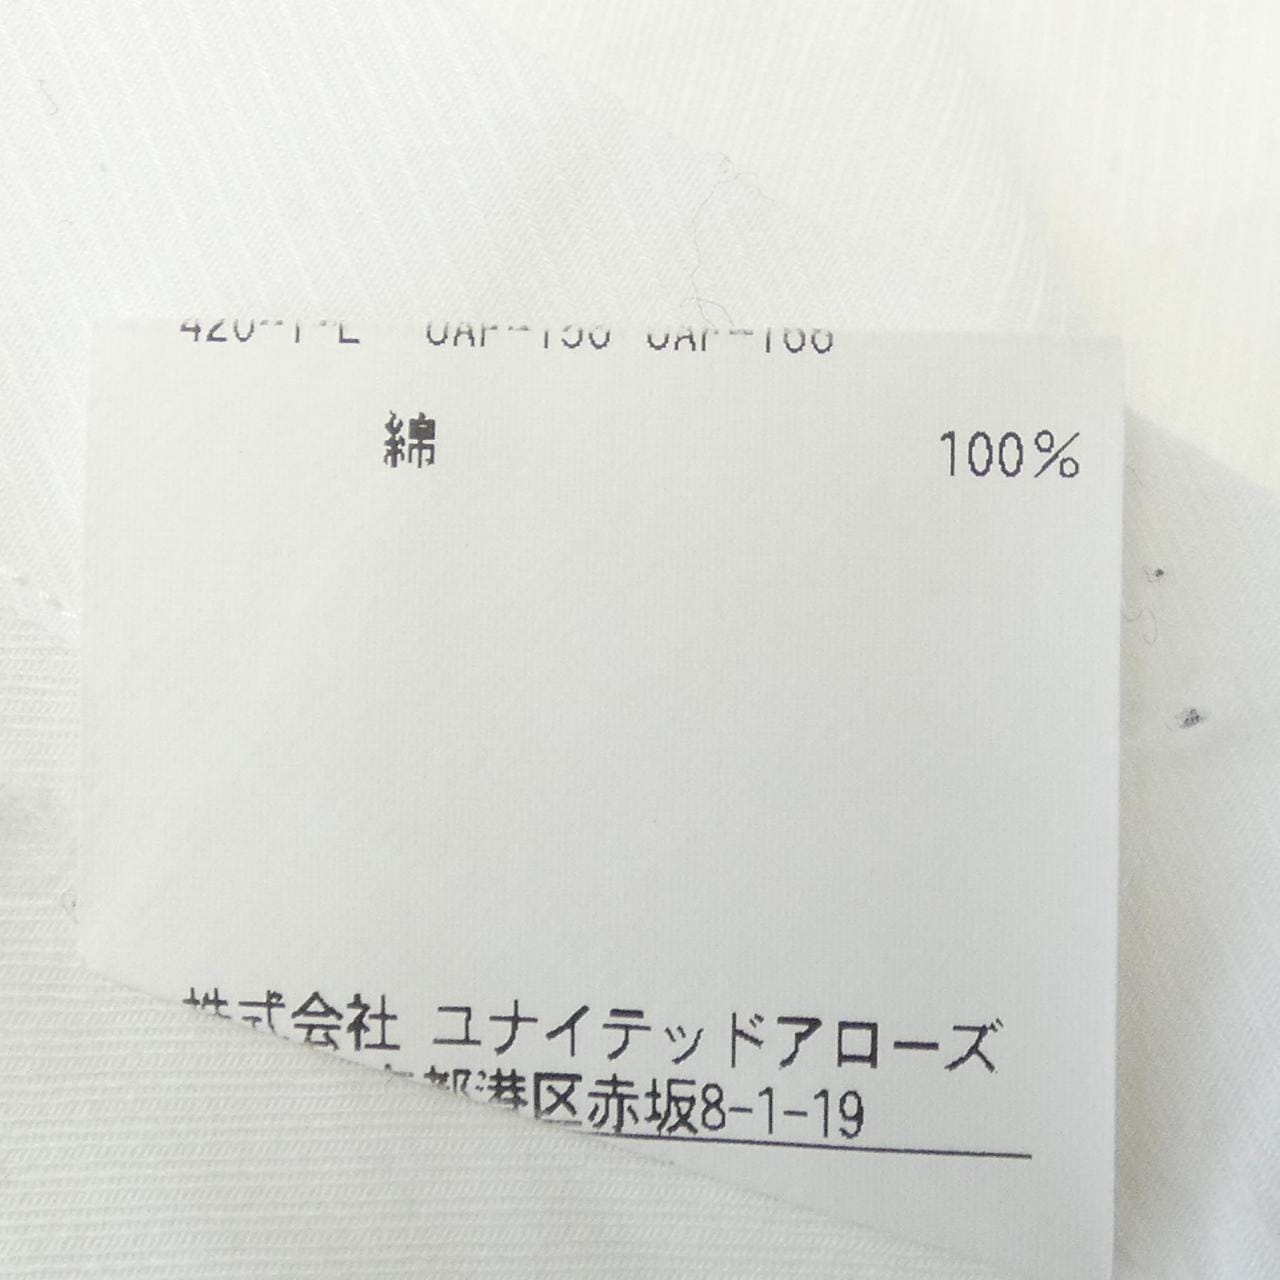 綿 100%
株式会社 ユナイテッドアローズ
都港区赤坂8-1-19